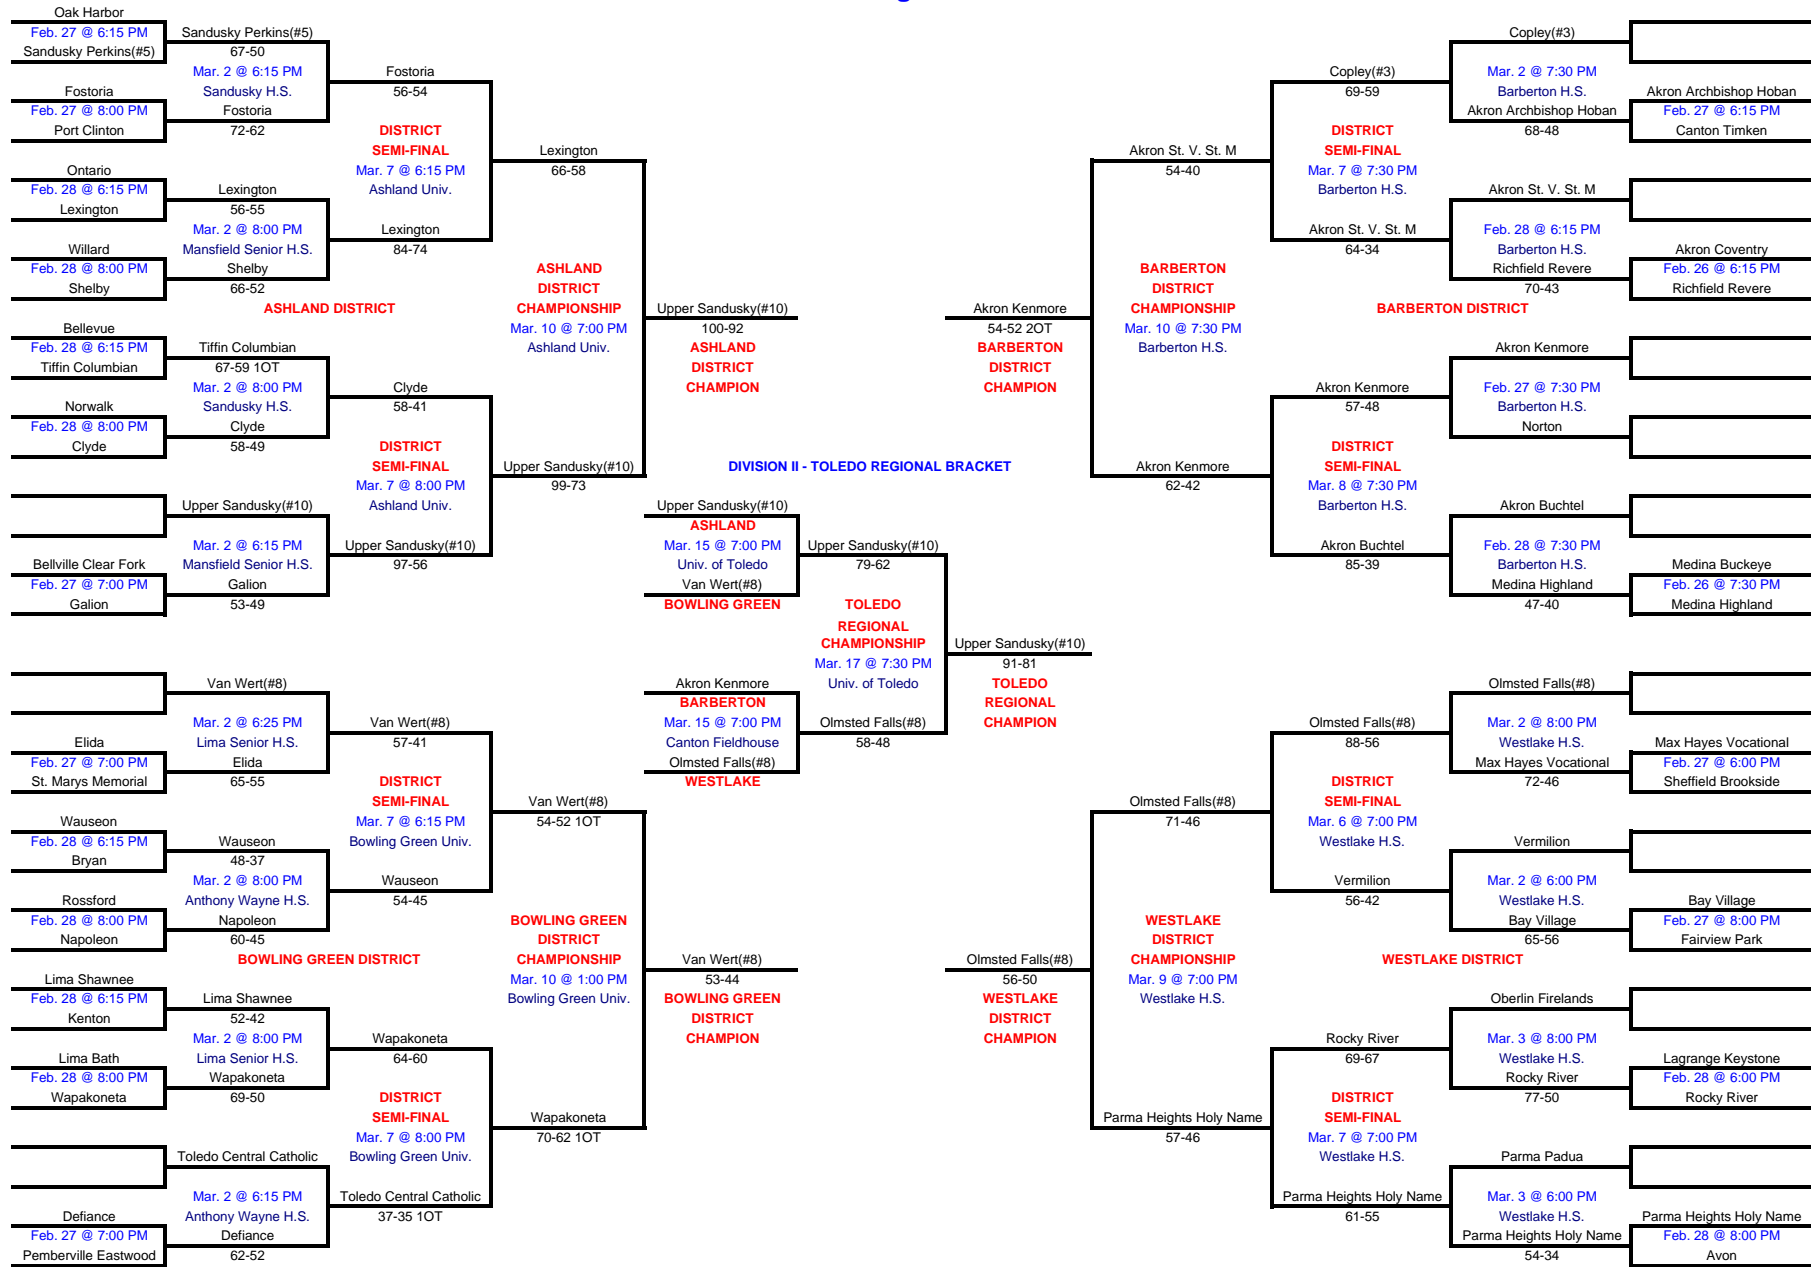 Oak Harbor
Feb. 27 @ 6:15 PM
Sandusky Perkins(#5)
Fostoria
Feb. 27 @ 8:00 PM
Port Clinton
Ontario
Feb. 28 @ 6:15 PM
Lexington
Willard
Feb. 28 @ 8:00 PM
Shelby
Bellevue
Feb. 28 @ 6:15 PM
Tiffin Columbian
Norwalk
Feb. 28 @ 8:00 PM
Clyde
Bellville Clear Fork
Feb. 27 @ 7:00 PM
Galion
Sandusky Perkins(#5)
67-50
Mar. 2 @ 6:15 PM
Sandusky H.S.
Fostoria
72-62
Lexington
56-55
Mar. 2 @ 8:00 PM
Mansfield Senior H.S.
Shelby
66-52
ASHLAND DISTRICT
Tiffin Columbian
67-59 1OT
Mar. 2 @ 8:00 PM
Sandusky H.S.
Clyde
58-49
Upper Sandusky(#10)
Mar. 2 @ 6:15 PM
Mansfield Senior H.S.
Galion
53-49
Fostoria
56-54
DISTRICT
SEMI-FINAL
Mar. 7 @ 6:15 PM
Ashland Univ.
Lexington
84-74
Clyde
58-41
DISTRICT
SEMI-FINAL
Mar. 7 @ 8:00 PM
Ashland Univ.
Upper Sandusky(#10)
97-56
Lexington
66-58
ASHLAND
DISTRICT
CHAMPIONSHIP
Mar. 10 @ 7:00 PM
Ashland Univ.
Upper Sandusky(#10)
99-73
Upper Sandusky(#10)
100-92
ASHLAND
DISTRICT
CHAMPION
Elida
Feb. 27 @ 7:00 PM
St. Marys Memorial
Wauseon
Feb. 28 @ 6:15 PM
Bryan
Rossford
Feb. 28 @ 8:00 PM
Napoleon
Lima Shawnee
Feb. 28 @ 6:15 PM
Kenton
Lima Bath
Feb. 28 @ 8:00 PM
Wapakoneta
Defiance
Feb. 27 @ 7:00 PM
Pemberville Eastwood
Van Wert(#8)
Mar. 2 @ 6:25 PM
Lima Senior H.S.
Elida
65-55
Wauseon
48-37
Mar. 2 @ 8:00 PM
Anthony Wayne H.S.
Napoleon
60-45
BOWLING GREEN DISTRICT
Lima Shawnee
52-42
Mar. 2 @ 8:00 PM
Lima Senior H.S.
Wapakoneta
69-50
Toledo Central Catholic
Mar. 2 @ 6:15 PM
Anthony Wayne H.S.
Defiance
62-52
Van Wert(#8)
57-41
DISTRICT
SEMI-FINAL
Mar. 7 @ 6:15 PM
Bowling Green Univ.
Wauseon
54-45
Wapakoneta
64-60
DISTRICT
SEMI-FINAL
Mar. 7 @ 8:00 PM
Bowling Green Univ.
Toledo Central Catholic
37-35 1OT
Van Wert(#8)
54-52 1OT
BOWLING GREEN
DISTRICT
CHAMPIONSHIP
Mar. 10 @ 1:00 PM
Bowling Green Univ.
Wapakoneta
70-62 1OT
Van Wert(#8)
53-44
BOWLING GREEN
DISTRICT
CHAMPION
DIVISION II - TOLEDO REGIONAL BRACKET
Upper Sandusky(#10)
ASHLAND
Mar. 15 @ 7:00 PM
Univ. of Toledo
Van Wert(#8)
BOWLING GREEN
Akron Kenmore
BARBERTON
Mar. 15 @ 7:00 PM
Canton Fieldhouse
Olmsted Falls(#8)
WESTLAKE
Upper Sandusky(#10)
79-62
TOLEDO
REGIONAL
CHAMPIONSHIP
Mar. 17 @ 7:30 PM
Univ. of Toledo
Olmsted Falls(#8)
58-48
Upper Sandusky(#10)
91-81
TOLEDO
REGIONAL
CHAMPION
Akron Kenmore
54-52 2OT
BARBERTON
DISTRICT
CHAMPION
Akron St. V. St. M
54-40
BARBERTON
DISTRICT
CHAMPIONSHIP
Mar. 10 @ 7:30 PM
Barberton H.S.
Akron Kenmore
62-42
Copley(#3)
69-59
DISTRICT
SEMI-FINAL
Mar. 7 @ 7:30 PM
Barberton H.S.
Akron St. V. St. M
64-34
Akron Kenmore
57-48
DISTRICT
SEMI-FINAL
Mar. 8 @ 7:30 PM
Barberton H.S.
Akron Buchtel
85-39
Copley(#3)
Mar. 2 @ 7:30 PM
Barberton H.S.
Akron Archbishop Hoban
68-48
Akron St. V. St. M
Feb. 28 @ 6:15 PM
Barberton H.S.
Richfield Revere
70-43
BARBERTON DISTRICT
Akron Kenmore
Feb. 27 @ 7:30 PM
Barberton H.S.
Norton
Akron Buchtel
Feb. 28 @ 7:30 PM
Barberton H.S.
Medina Highland
47-40
Akron Archbishop Hoban
Feb. 27 @ 6:15 PM
Canton Timken
Akron Coventry
Feb. 26 @ 6:15 PM
Richfield Revere
Medina Buckeye
Feb. 26 @ 7:30 PM
Medina Highland
Olmsted Falls(#8)
56-50
WESTLAKE
DISTRICT
CHAMPION
Olmsted Falls(#8)
71-46
WESTLAKE
DISTRICT
CHAMPIONSHIP
Mar. 9 @ 7:00 PM
Westlake H.S.
Parma Heights Holy Name
57-46
Olmsted Falls(#8)
88-56
DISTRICT
SEMI-FINAL
Mar. 6 @ 7:00 PM
Westlake H.S.
Vermilion
56-42
Rocky River
69-67
DISTRICT
SEMI-FINAL
Mar. 7 @ 7:00 PM
Westlake H.S.
Parma Heights Holy Name
61-55
Olmsted Falls(#8)
Mar. 2 @ 8:00 PM
Westlake H.S.
Max Hayes Vocational
72-46
Vermilion
Mar. 2 @ 6:00 PM
Westlake H.S.
Bay Village
65-56
WESTLAKE DISTRICT
Oberlin Firelands
Mar. 3 @ 8:00 PM
Westlake H.S.
Rocky River
77-50
Parma Padua
Mar. 3 @ 6:00 PM
Westlake H.S.
Parma Heights Holy Name
54-34
Max Hayes Vocational
Feb. 27 @ 6:00 PM
Sheffield Brookside
Bay Village
Feb. 27 @ 8:00 PM
Fairview Park
Lagrange Keystone
Feb. 28 @ 6:00 PM
Rocky River
Parma Heights Holy Name
Feb. 28 @ 8:00 PM
Avon